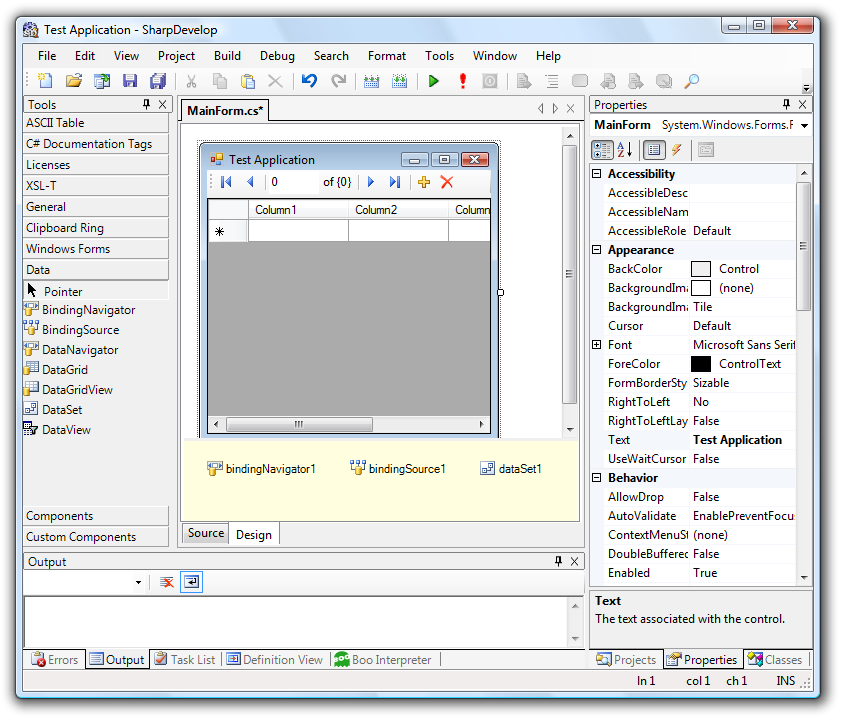 Test Application - SharpDevelop
File Edit View Project Build Debug Search Format Tools Window Help
Tools
ASCII Table
C# Documentation Tags
Licenses
XSL-T
General
Clipboard Ring
Windows Forms
Data
Pointer
BindingNavigator
BindingSource
DataNavigator
DataGrid
DataGridView
DataSet
DataView
Components
Custom Components
MainForm.cs*
Test Application
0 of {0}
Column1 Column2 Column
bindingNavigator1 bindingSource1 dataSet1
Source Design
Properties
MainForm System.Windows.Forms.F
Accessibility
AccessibleDesc
AccessibleNam
AccessibleRole Default
Appearance
BackColor Control
BackgroundIma (none)
BackgroundIma Tile
Cursor Default
Font Microsoft Sans Serif
ForeColor ControlText
FormBorderSty Sizable
RightToLeft No
RightToLeftLay False
Text Test Application
UseWaitCursor False
Behavior
AllowDrop False
AutoValidate EnablePreventFocus
ContextMenuSt (none)
DoubleBuffered False
Enabled True
Text
The text associated with the control.
Output
Errors Output Task List Definition View Boo Interpreter
Projects Properties Classes
ln 1 col 1 ch 1 INS